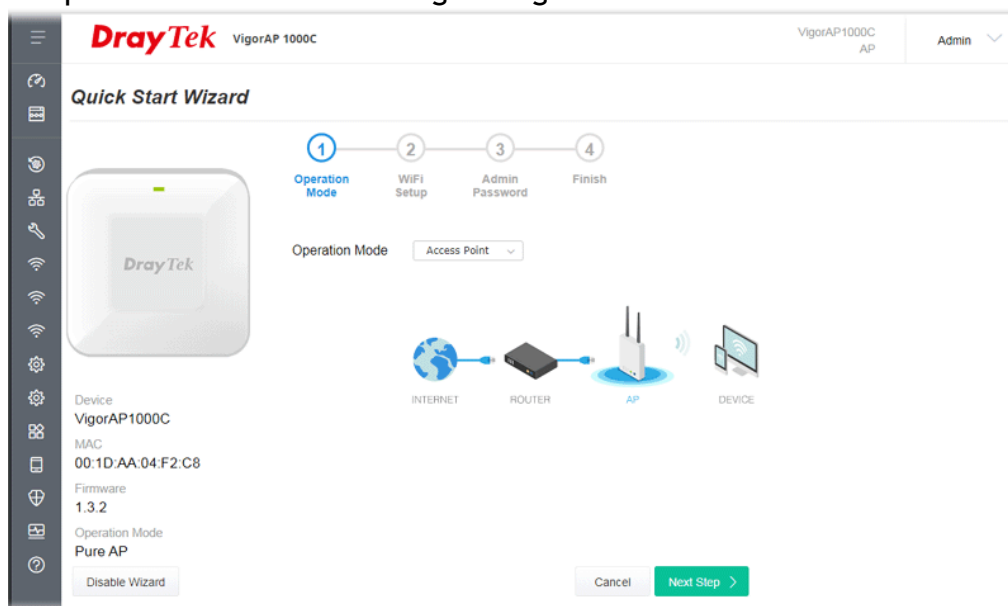 DrayTek VigorAP 1000C
VigorAP1000C
AP
Admin
Quick Start Wizard
1
2
3
4
Operation
Mode
WiFi
Setup
Admin
Password
Finish
Operation Mode
Access Point
DrayTek
INTERNET
ROUTER
AP
DEVICE
Device
VigorAP1000C
MAC
00:1D:AA:04:F2:C8
Firmware
1.3.2
Operation Mode
Pure AP
Disable Wizard
Cancel
Next Step